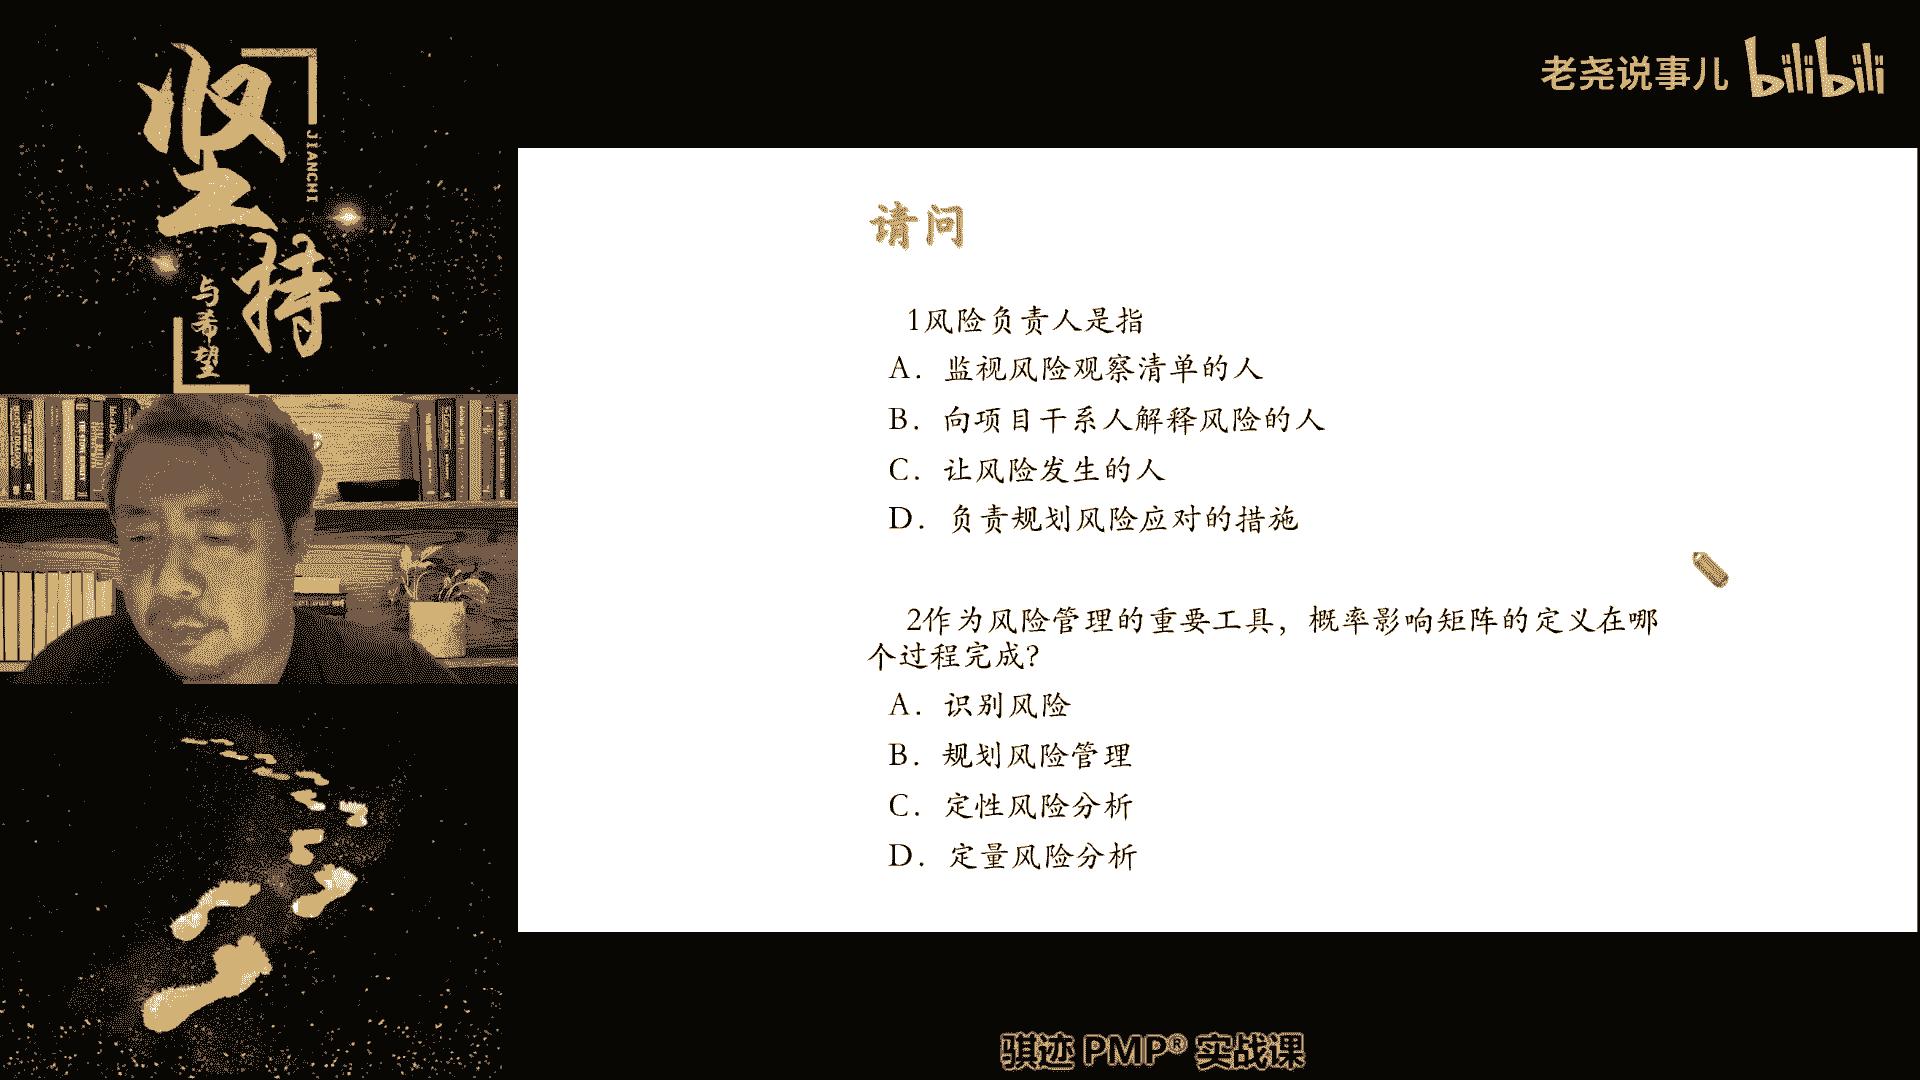 坚持
JIANCHI
与希望
老尧说事儿 bilibili
请问
1风险负责人是指
A. 监视风险观察清单的人
B. 向项目干系人解释风险的人
C. 让风险发生的人
D. 负责规划风险应对的措施
2作为风险管理的重要工具，概率影响矩阵的定义在哪
个过程完成?
A. 识别风险
B. 规划风险管理
C. 定性风险分析
D. 定量风险分析
骐迹 PMP® 实战课